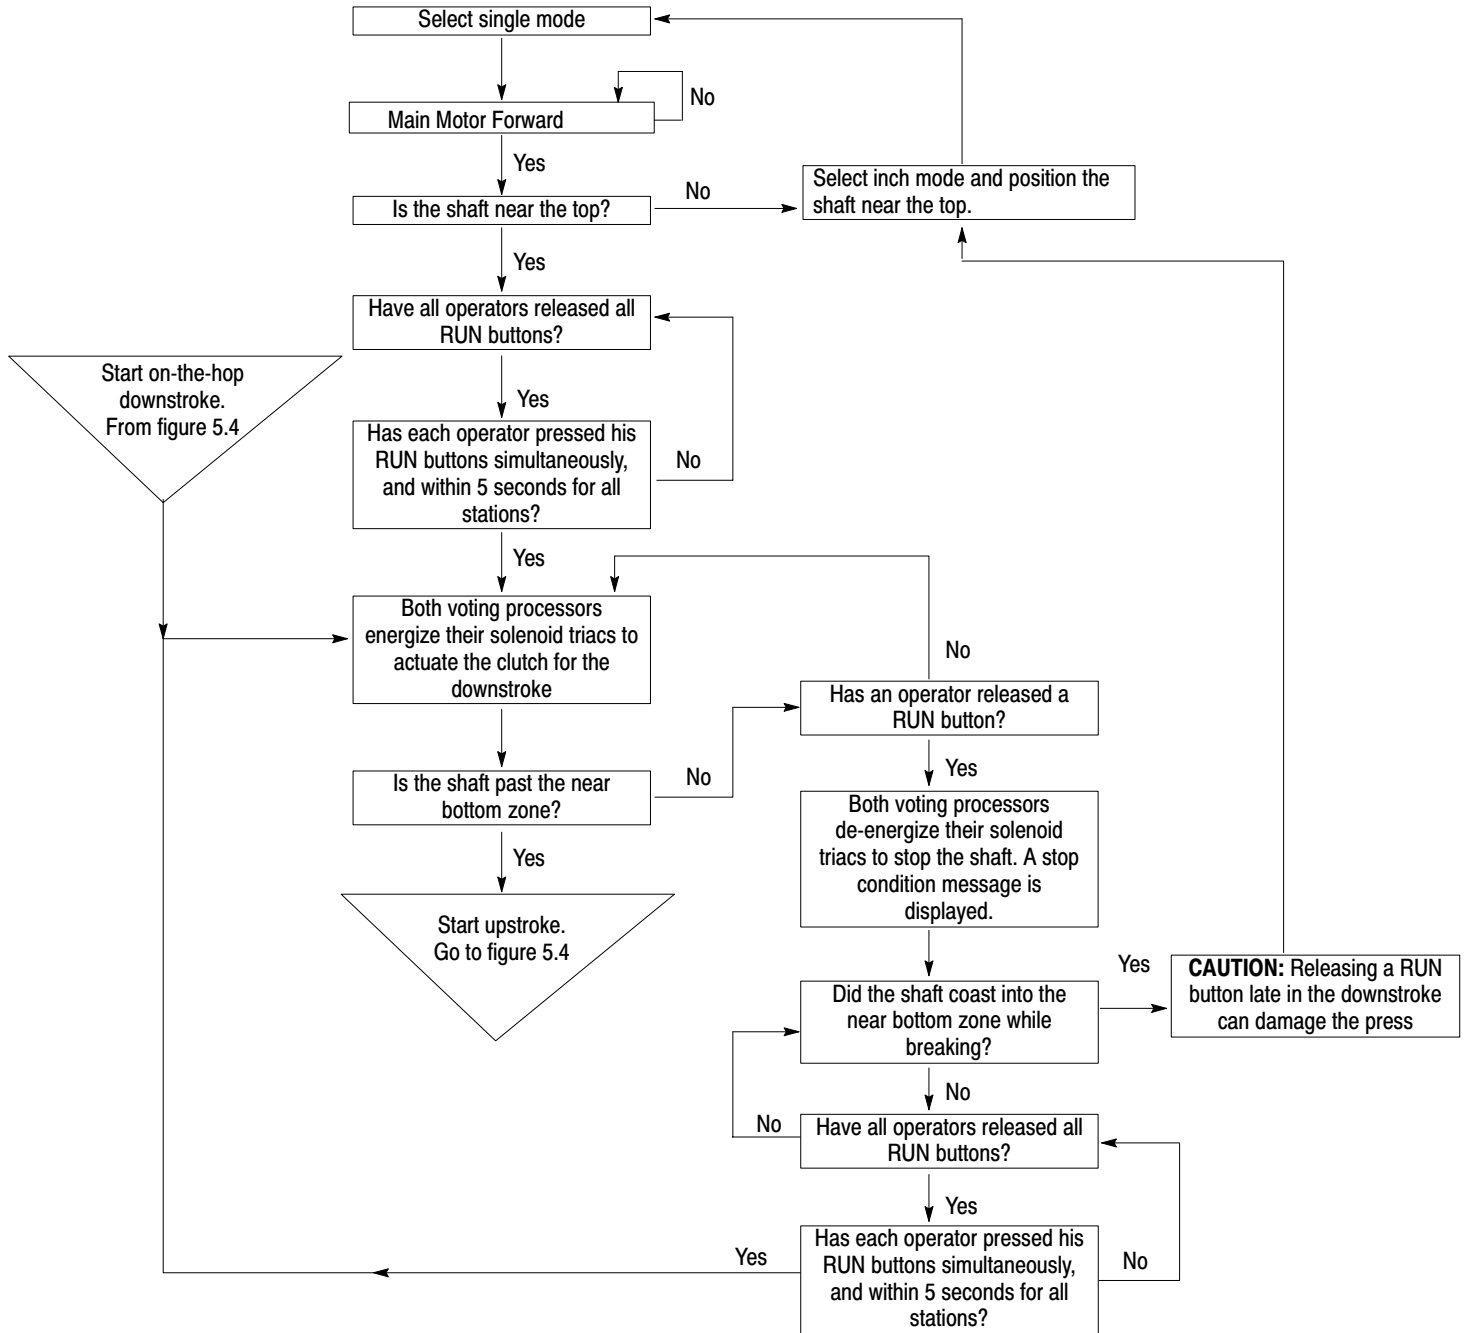 Select single mode
No
Main Motor Forward
Yes
Select inch mode and position the
shaft near the top.
No
Is the shaft near the top?
Yes
Have all operators released all
RUN buttons?
Start on-the-hop
downstroke.
From figure 5.4
Yes
Has each operator pressed his
RUN buttons simultaneously,
and within 5 seconds for all
stations?
No
Yes
Both voting processors
energize their solenoid triacs to
actuate the clutch for the
downstroke
No
Has an operator released a
RUN button?
Is the shaft past the near
bottom zone?
No
Yes
Both voting processors
de-energize their solenoid
triacs to stop the shaft. A stop
condition message is
displayed.
Yes
Start upstroke.
Go to figure 5.4
Yes
CAUTION: Releasing a RUN
button late in the downstroke
can damage the press
Did the shaft coast into the
near bottom zone while
breaking?
No
No
Have all operators released all
RUN buttons?
Yes
Has each operator pressed his
RUN buttons simultaneously,
and within 5 seconds for all
stations?
Yes
No